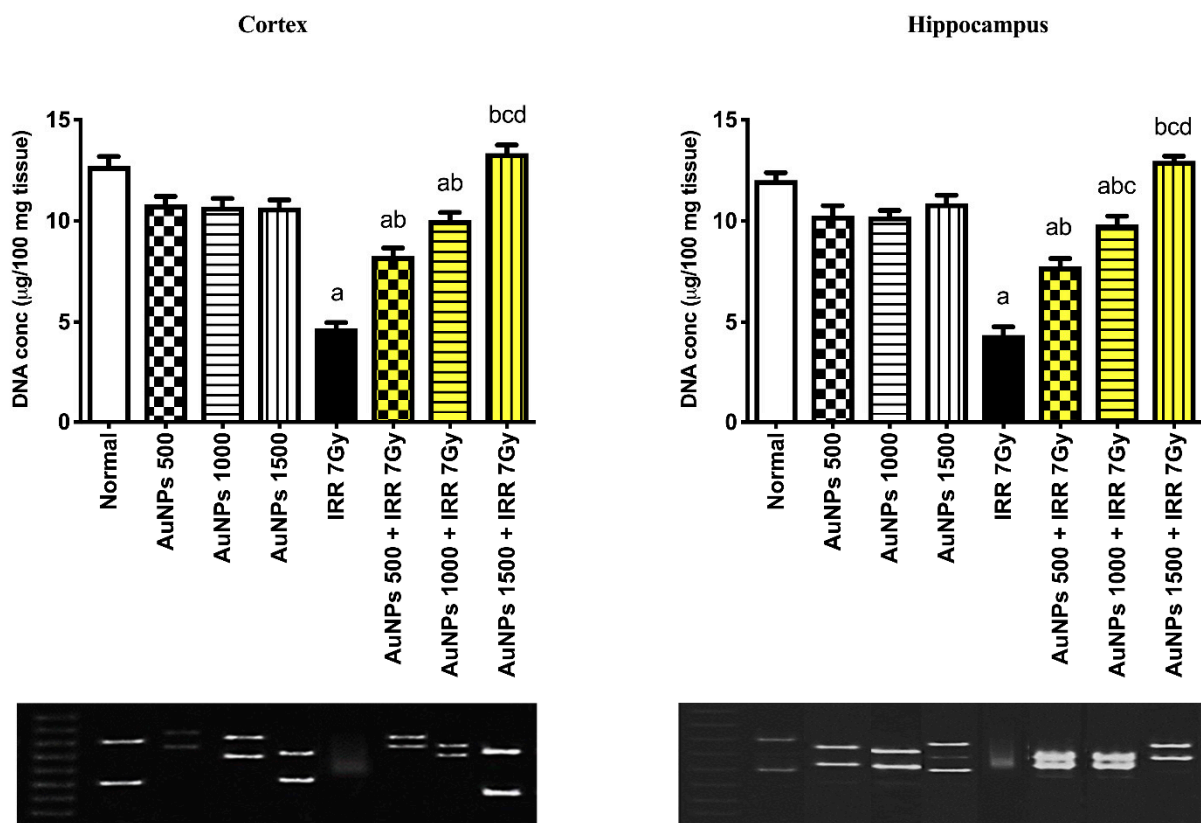 Cortex
DNA conc (μg/100 mg tissue)
15
10
5
0
a
ab
ab
bcd
Normal
AuNPs 500
AuNPs 1000
AuNPs 1500
IRR 7Gy
AuNPs 500 + IRR 7Gy
AuNPs 1000 + IRR 7Gy
AuNPs 1500 + IRR 7Gy
Hippocampus
DNA conc (μg/100 mg tissue)
15
10
5
0
a
ab
abc
bcd
Normal
AuNPs 500
AuNPs 1000
AuNPs 1500
IRR 7Gy
AuNPs 500 + IRR 7Gy
AuNPs 1000 + IRR 7Gy
AuNPs 1500 + IRR 7Gy